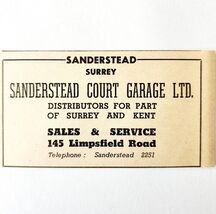 SANDERSTEAD
SURREY
SANDERSTEAD COURT GARAGE LTD.
DISTRIBUTORS FOR PART
OF SURREY AND KENT
SALES & SERVICE
145 Limpsfield Road
Telephone: Sanderstead 2251